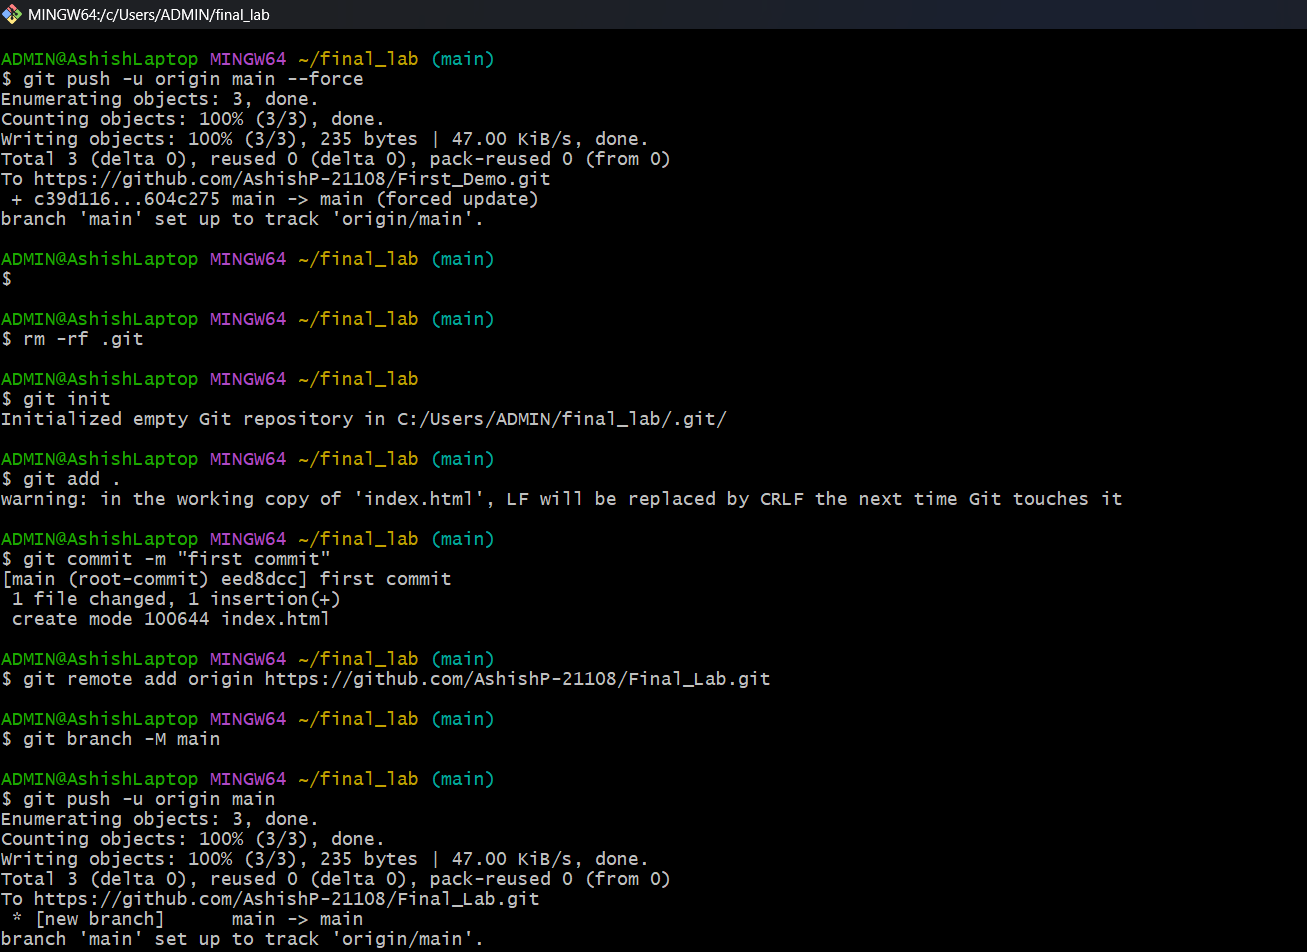 MINGW64:/c/Users/ADMIN/final_lab
ADMIN@AshishLaptop MINGW64 ~/final_lab (main)
$ git push -u origin main --force
Enumerating objects: 3, done.
Counting objects: 100% (3/3), done.
Writing objects: 100% (3/3), 235 bytes | 47.00 KiB/s, done.
Total 3 (delta 0), reused 0 (delta 0), pack-reused 0 (from 0)
To https://github.com/AshishP-21108/First_Demo.git
 + c39d116...604c275 main -> main (forced update)
branch 'main' set up to track 'origin/main'.
ADMIN@AshishLaptop MINGW64 ~/final_lab (main)
$
ADMIN@AshishLaptop MINGW64 ~/final_lab (main)
$ rm -rf .git
ADMIN@AshishLaptop MINGW64 ~/final_lab
$ git init
Initialized empty Git repository in C:/Users/ADMIN/final_lab/.git/
ADMIN@AshishLaptop MINGW64 ~/final_lab (main)
$ git add .
warning: in the working copy of 'index.html', LF will be replaced by CRLF the next time Git touches it
ADMIN@AshishLaptop MINGW64 ~/final_lab (main)
$ git commit -m "first commit"
[main (root-commit) eed8dcc] first commit
 1 file changed, 1 insertion(+)
 create mode 100644 index.html
ADMIN@AshishLaptop MINGW64 ~/final_lab (main)
$ git remote add origin https://github.com/AshishP-21108/Final_Lab.git
ADMIN@AshishLaptop MINGW64 ~/final_lab (main)
$ git branch -M main
ADMIN@AshishLaptop MINGW64 ~/final_lab (main)
$ git push -u origin main
Enumerating objects: 3, done.
Counting objects: 100% (3/3), done.
Writing objects: 100% (3/3), 235 bytes | 47.00 KiB/s, done.
Total 3 (delta 0), reused 0 (delta 0), pack-reused 0 (from 0)
To https://github.com/AshishP-21108/Final_Lab.git
 * [new branch]      main -> main
branch 'main' set up to track 'origin/main'.